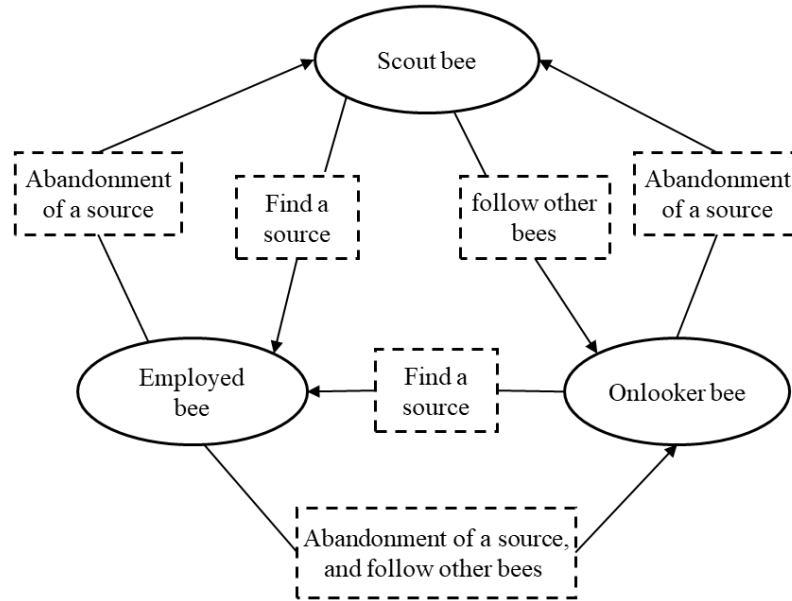 Scout bee
Abandonment
of a source
Find a
source
follow other
bees
Abandonment
of a source
Employed
bee
Find a
source
Onlooker bee
Abandonment of a source,
and follow other bees